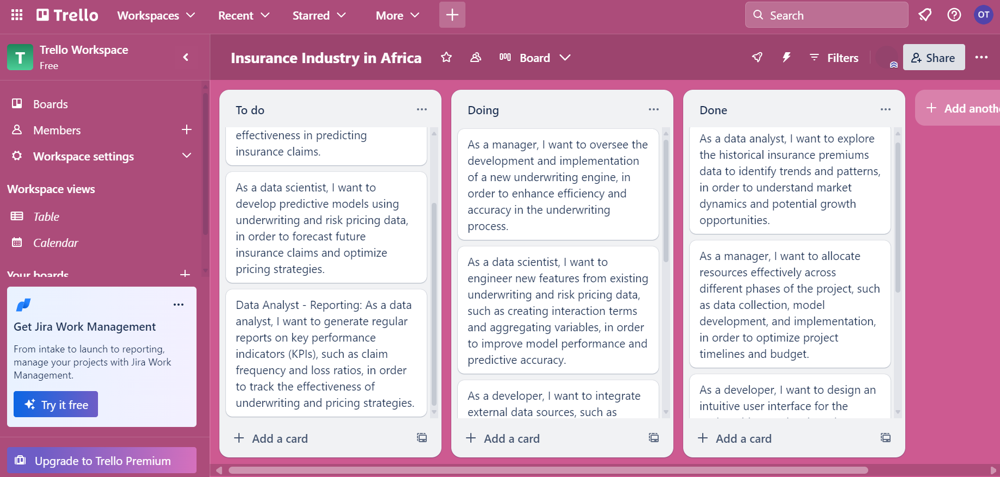 Trello
Workspaces
Recent
Starred
More
Search
OT
T
Trello Workspace
Free
Insurance Industry in Africa
Board
Filters
Share
Boards
Members
Workspace settings
Workspace views
Table
Calendar
Your boards
Get Jira Work Management
From intake to launch to reporting,
manage your projects with Jira Work
Management.
Try it free
Upgrade to Trello Premium
To do
effectiveness in predicting
insurance claims.
As a data scientist, I want to
develop predictive models using
underwriting and risk pricing data,
in order to forecast future
insurance claims and optimize
pricing strategies.
Data Analyst - Reporting: As a data
analyst, I want to generate regular
reports on key performance
indicators (KPIs), such as claim
frequency and loss ratios, in order
to track the effectiveness of
underwriting and pricing strategies.
Add a card
Doing
As a manager, I want to oversee the
development and implementation
of a new underwriting engine, in
order to enhance efficiency and
accuracy in the underwriting
process.
As a data scientist, I want to
engineer new features from existing
underwriting and risk pricing data,
such as creating interaction terms
and aggregating variables, in order
to improve model performance and
predictive accuracy.
As a developer, I want to integrate
external data sources, such as
Add a card
Done
As a data analyst, I want to explore
the historical insurance premiums
data to identify trends and patterns,
in order to understand market
dynamics and potential growth
opportunities.
As a manager, I want to allocate
resources effectively across
different phases of the project, such
as data collection, model
development, and implementation,
in order to optimize project
timelines and budget.
As a developer, I want to design an
intuitive user interface for the
Add a card
Add anoth